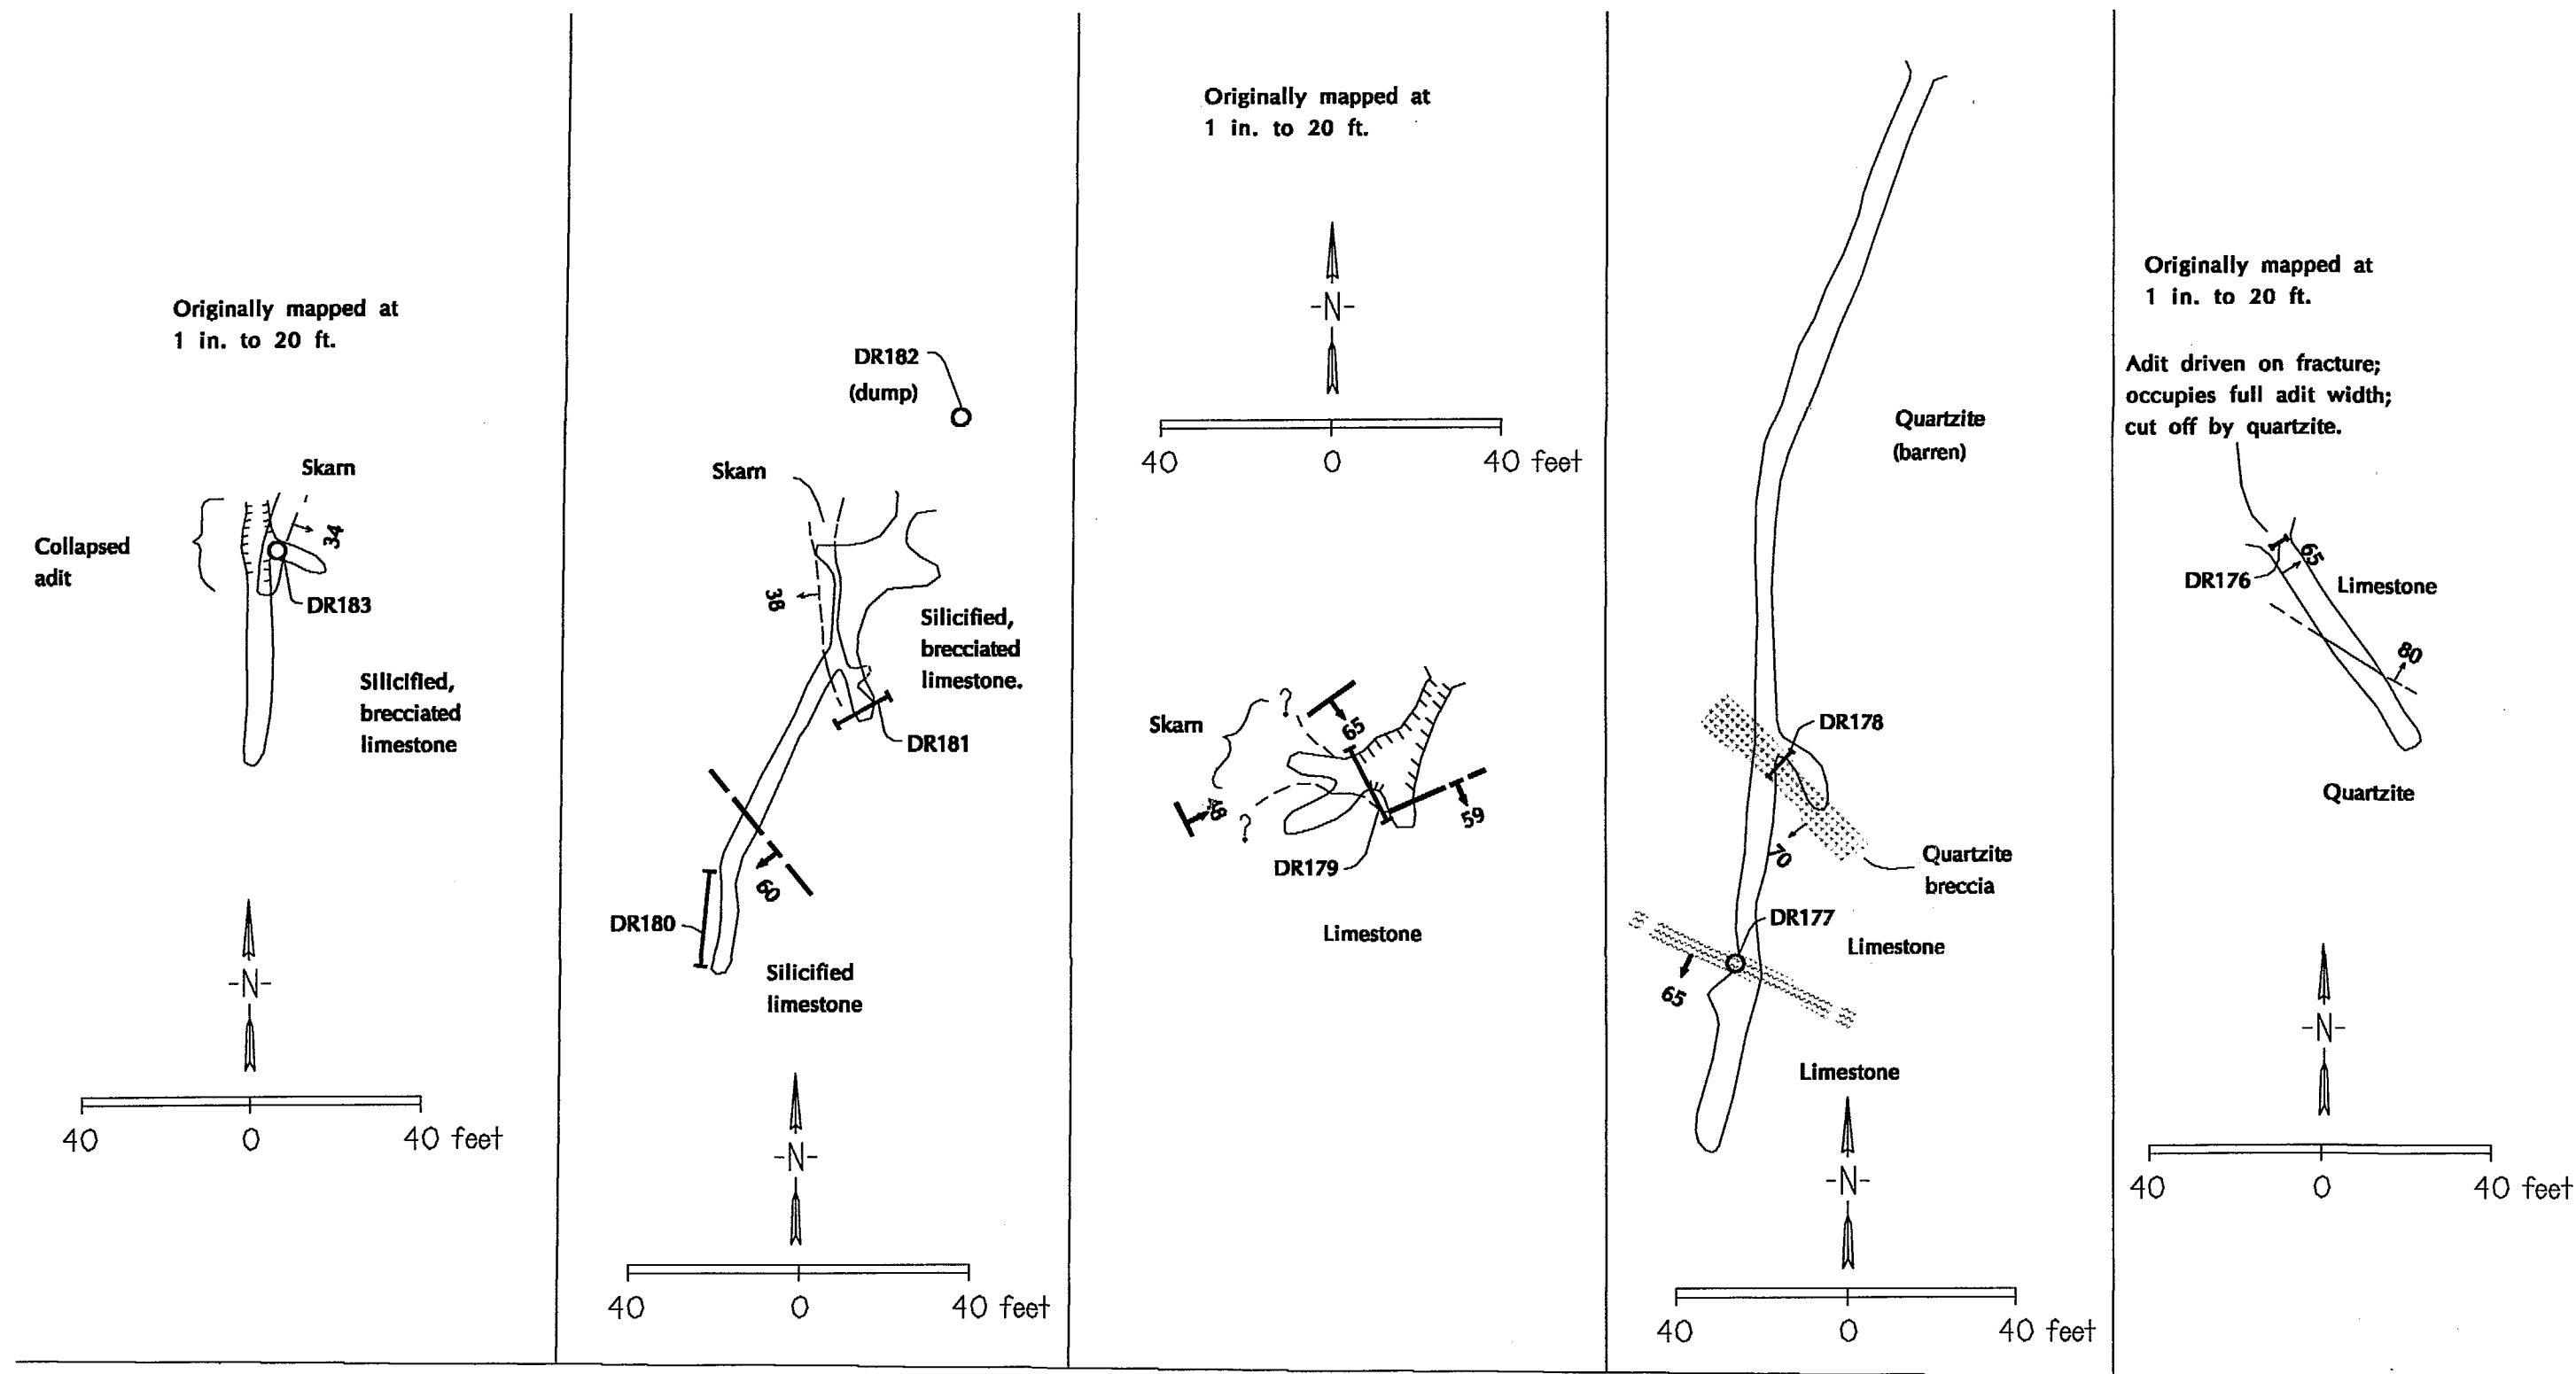 Originally mapped at
1 in. to 20 ft.
Skarn
34
Collapsed
adit
DR183
Silicified,
brecciated
limestone
-N-
40 0 40 feet
DR182
(dump)
Skarn
38
Silicified,
brecciated
limestone.
DR181
60
DR180
Silicified
limestone
-N-
40 0 40 feet
Originally mapped at
1 in. to 20 ft.
-N-
40 0 40 feet
?
Skarn
65
?
59
DR179
Limestone
Quartzite
(barren)
DR178
70
Quartzite
breccia
DR177
Limestone
65
Limestone
-N-
40 0 40 feet
Originally mapped at
1 in. to 20 ft.
Adit driven on fracture;
occupies full adit width;
cut off by quartzite.
65
DR176
Limestone
80
Quartzite
-N-
40 0 40 feet